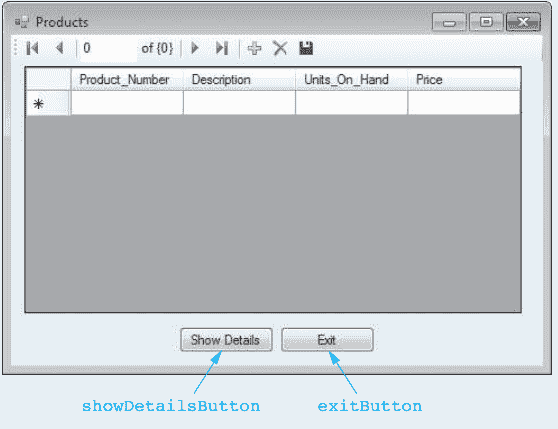 Products
0 of {0}
Product_Number Description Units_On_Hand Price
Show Details Exit
showDetailsButton exitButton